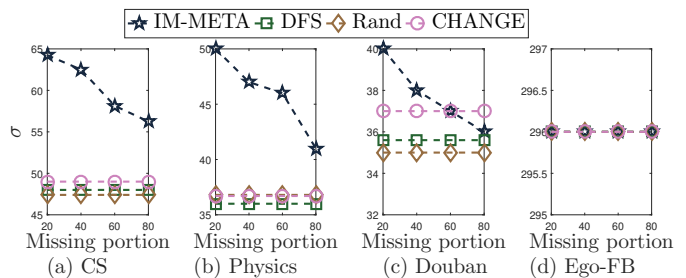 IM-META DFS Rand CHANGE
65 60 55 50 45
σ
20 40 60 80
Missing portion
(a) CS
50 45 40 35
20 40 60 80
Missing portion
(b) Physics
40 38 36 34 32
20 40 60 80
Missing portion
(c) Douban
297 296.5 296 295.5 295
20 40 60 80
Missing portion
(d) Ego-FB